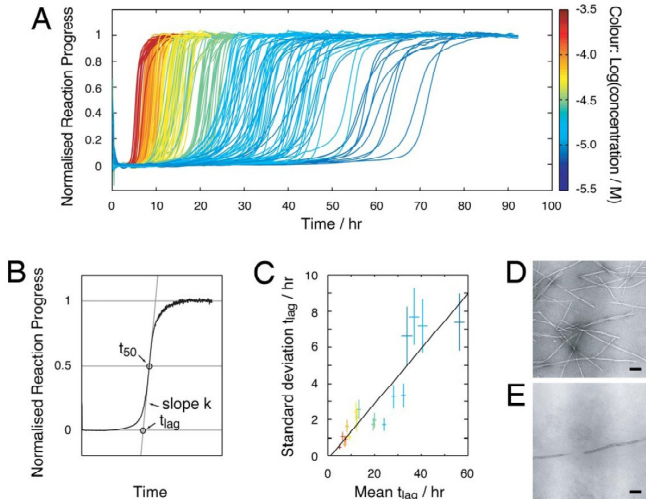 A
Normalised Reaction Progress
1
0.8
0.6
0.4
0.2
0
0 10 20 30 40 50 60 70 80 90 100
Time / hr
-3.5
-4.0
-4.5
-5.0
-5.5
Colour: Log(concentration / M)
B
Normalised Reaction Progress
1
0.5
0
t50
slope k
tlag
Time
C
Standard deviation tlag / hr
10
8
6
4
2
0
0 20 40 60
Mean tlag / hr
D
E